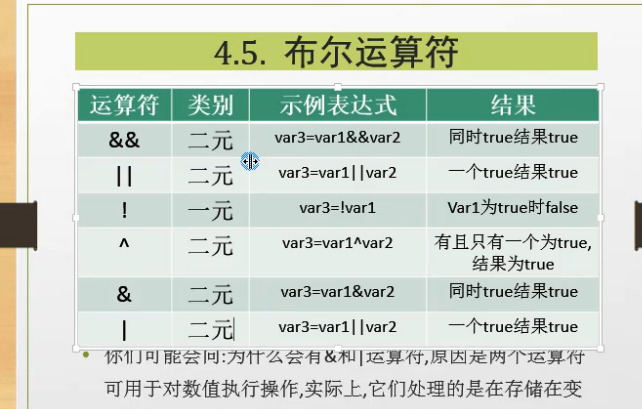 4.5. 布尔运算符
运算符 类别 示例表达式 结果
&& 二元 var3=var1&&var2 同时true结果true
|| 二元 var3=var1||var2 一个true结果true
! 一元 var3=!var1 Var1为true时false
^ 二元 var3=var1^var2 有且只有一个为true,
结果为true
& 二元 var3=var1&var2 同时true结果true
| 二元 var3=var1||var2 一个true结果true
• 你们可能会问:为什么会有&和|运算符,原因是两个运算符
可用于对数值执行操作,实际上,它们处理的是在存储在变